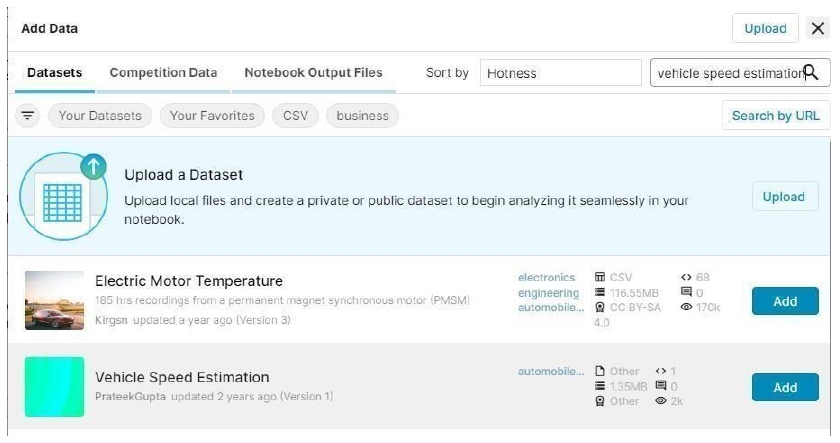 Add Data
Upload
Datasets Competition Data Notebook Output Files Sort by Hotness vehicle speed estimation
Your Datasets Your Favorites CSV business Search by URL
Upload a Dataset
Upload local files and create a private or public dataset to begin analyzing it seamlessly in your
notebook.
Upload
Electric Motor Temperature
185 hrs recordings from a permanent magnet synchronous motor (PMSM)
Kirgsn updated a year ago (Version 3)
electronics
engineering
automobile...
CSV
116.55MB
CC BY-SA
4.0
68
0
170k
Add
Vehicle Speed Estimation
PrateekGupta updated 2 years ago (Version 1)
automobile...
Other
1.35MB
Other
1
0
2k
Add